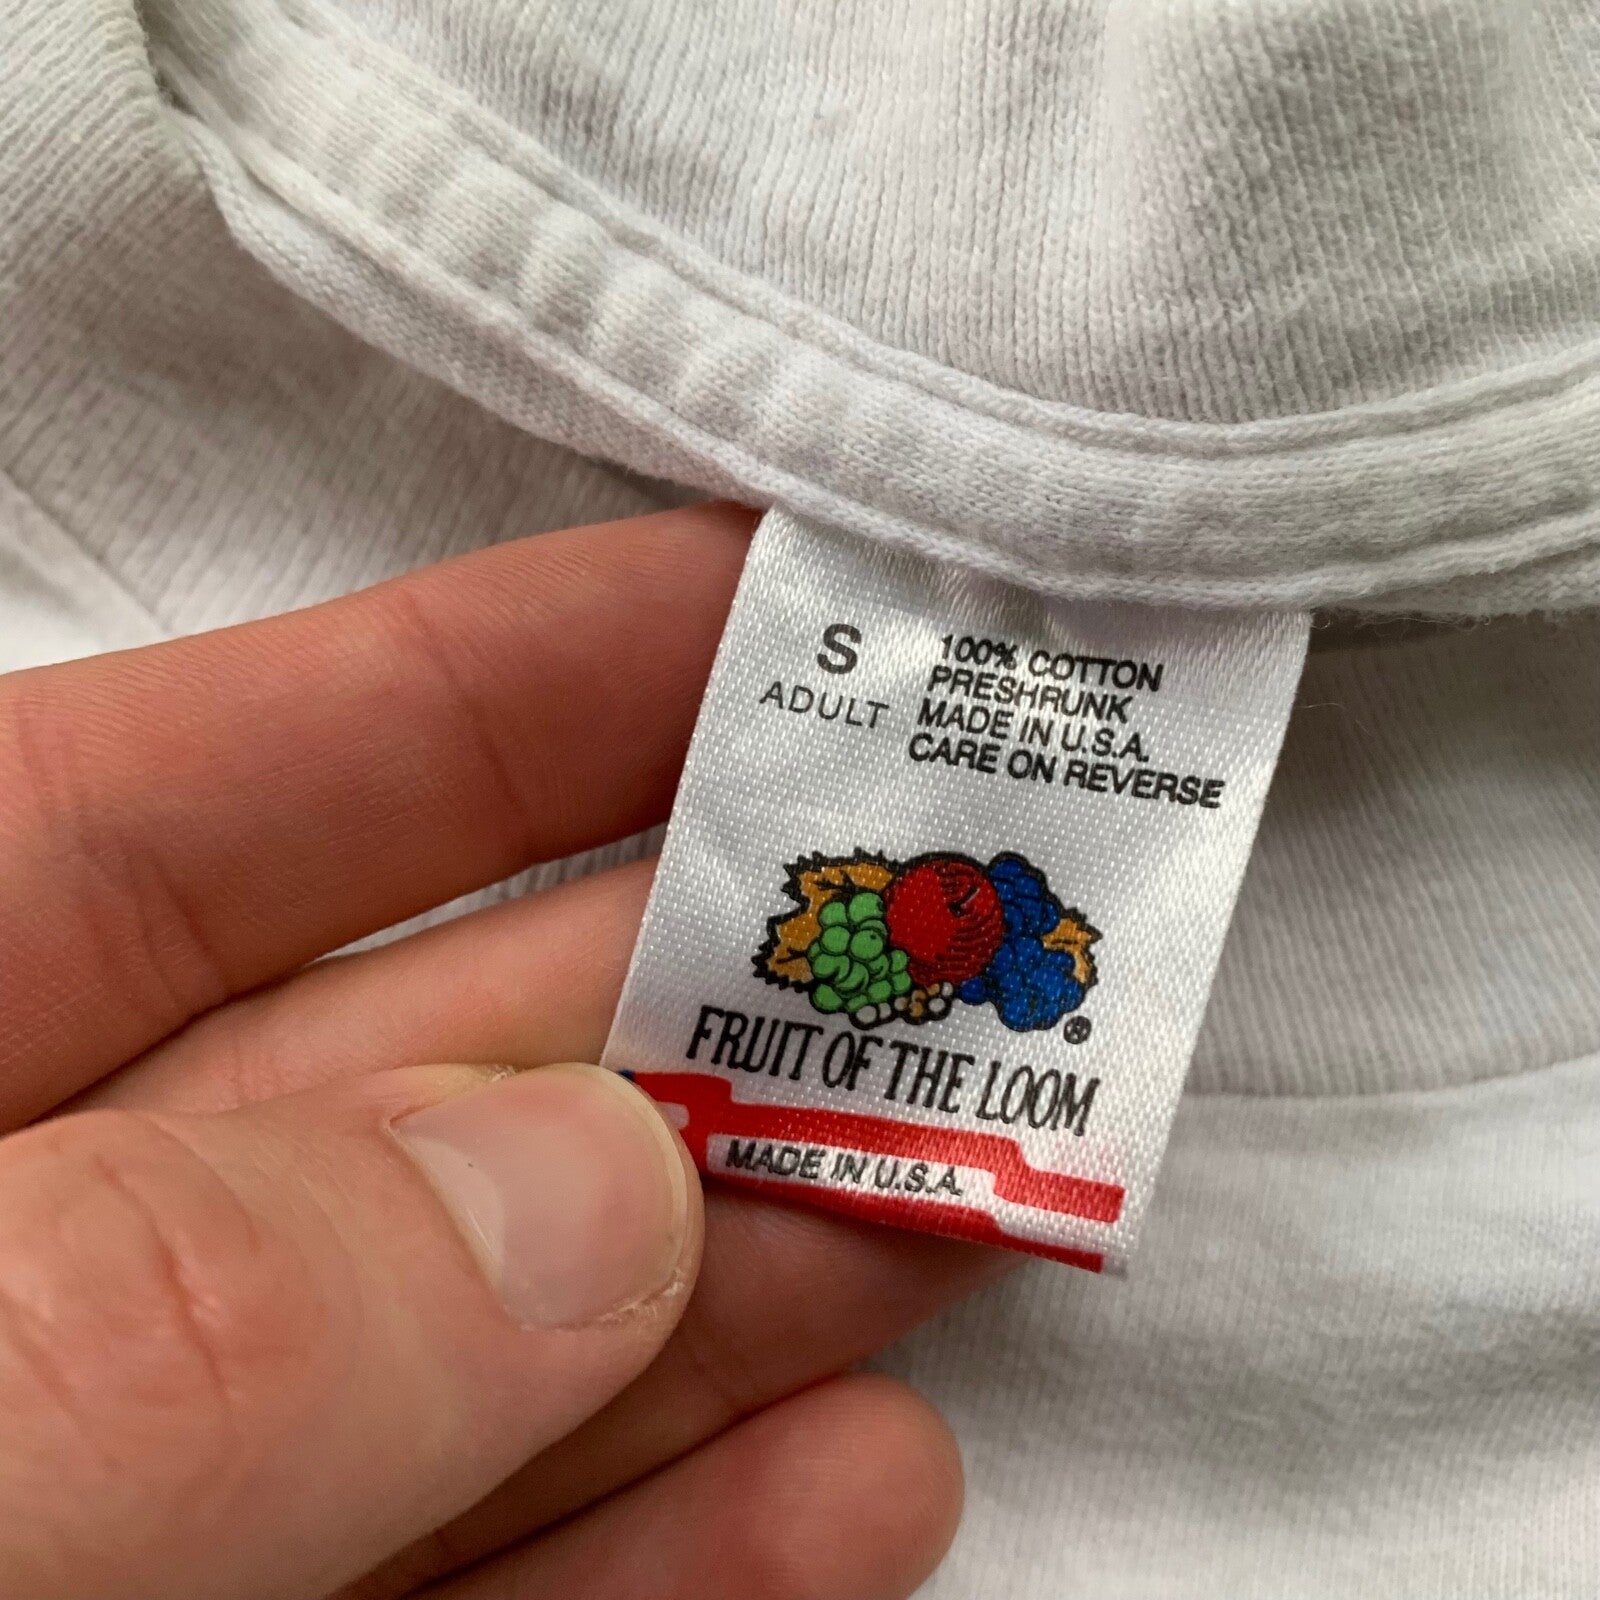 S
ADULT
100% COTTON
PRESHRUNK
MADE IN U.S.A.
CARE ON REVERSE
®
FRUIT OF THE LOOM
MADE IN U.S.A.